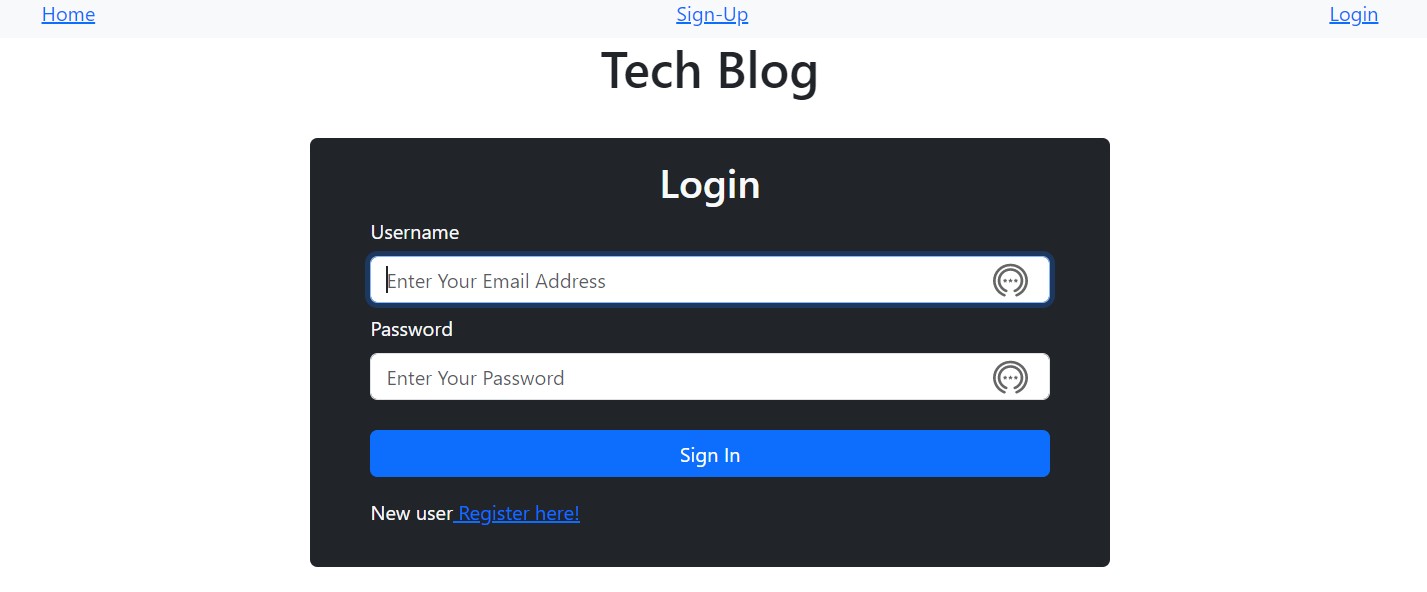 Home Sign-Up Login
Tech Blog
Login
Username
Enter Your Email Address
Password
Enter Your Password
Sign In
New user Register here!